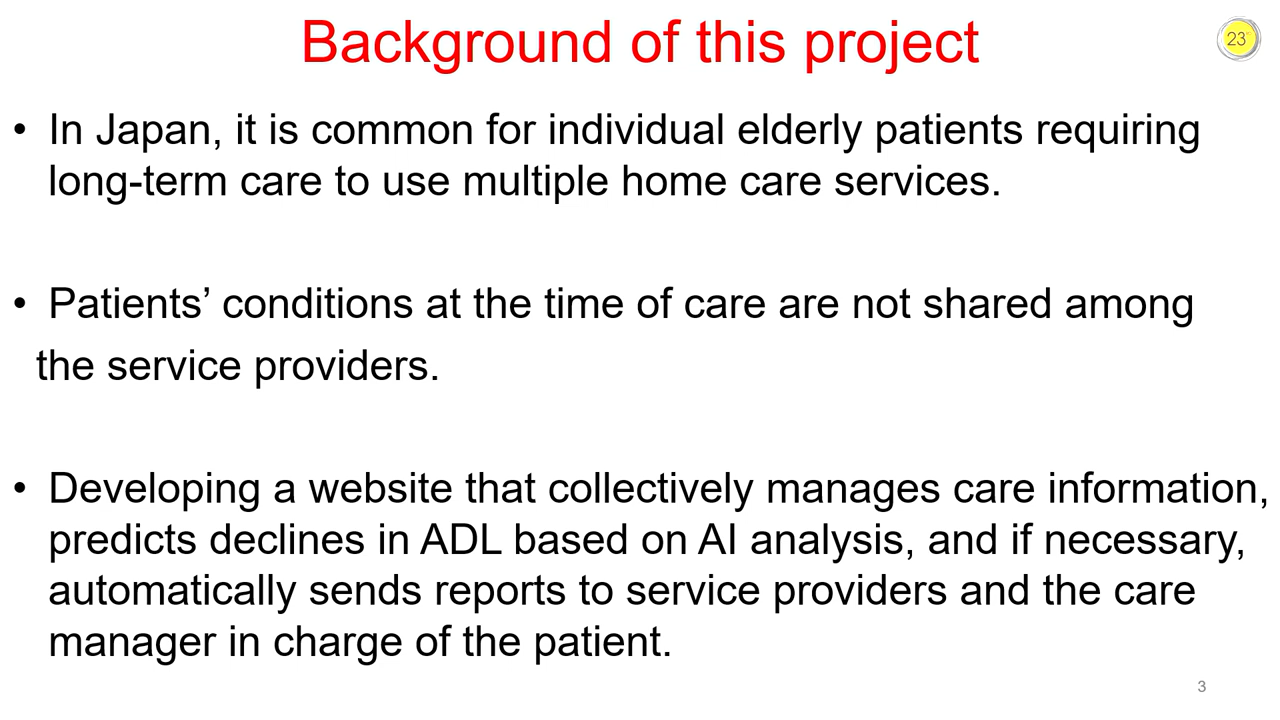 Background of this project
23
• In Japan, it is common for individual elderly patients requiring
long-term care to use multiple home care services.
• Patients’ conditions at the time of care are not shared among
the service providers.
• Developing a website that collectively manages care information,
predicts declines in ADL based on AI analysis, and if necessary,
automatically sends reports to service providers and the care
manager in charge of the patient.
3